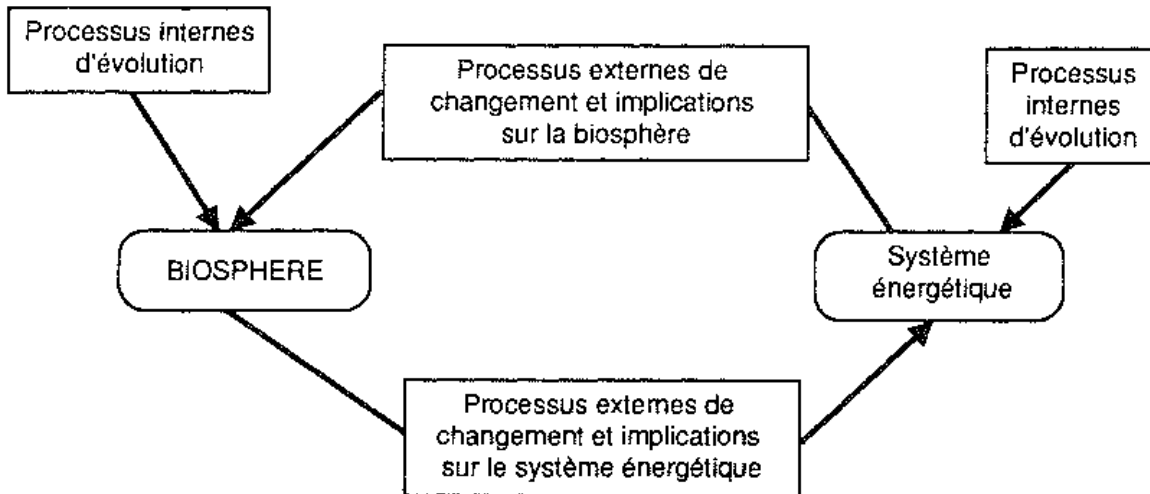 Processus internes
d'évolution
Processus externes de
changement et implications
sur la biosphère
Processus
internes
d'évolution
BIOSPHERE
Système
énergétique
Processus externes de
changement et implications
sur le système énergétique